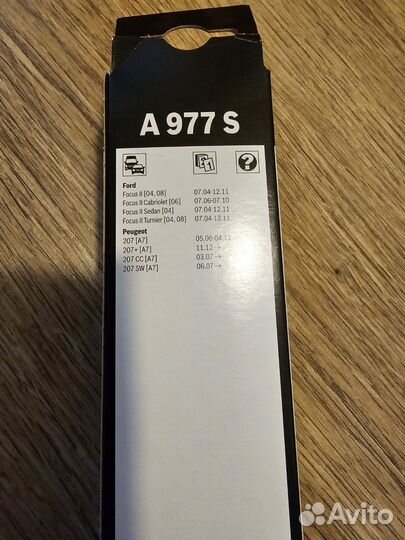 A 977 S
Ford
Focus II [04, 08] 07.04-12.11
Focus II Cabriolet [06] 07.06-07.10
Focus II Sedan [04] 07.04-12.11
Focus II Turnier [04, 08] 07.04-12.11
Peugeot
207 [A7] 05.06-04.12
207+ [A7] 11.12 →
207 CC [A7] 03.07 →
207 SW [A7] 06.07 →
Avito